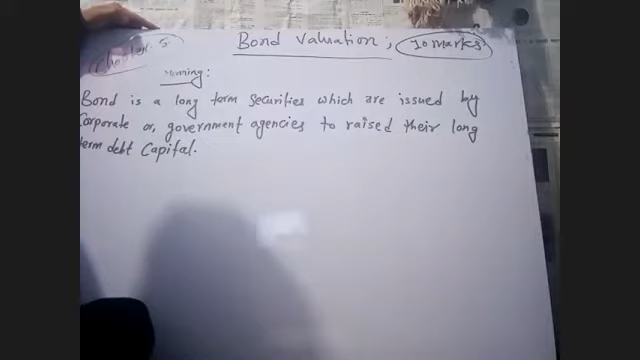 Chapter: 5.
Bond Valuation; 10 marks
Bond is a long term securities which are issued by
Corporate or, government agencies to raised their long
term debt Capital.